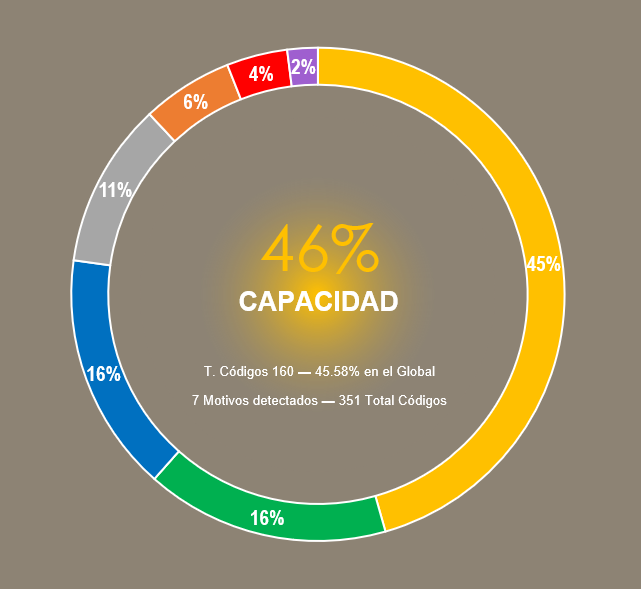 2%
4%
6%
11%
46%
45%
CAPACIDAD
T. Códigos 160 — 45.58% en el Global
16%
7 Motivos detectados — 351 Total Códigos
16%